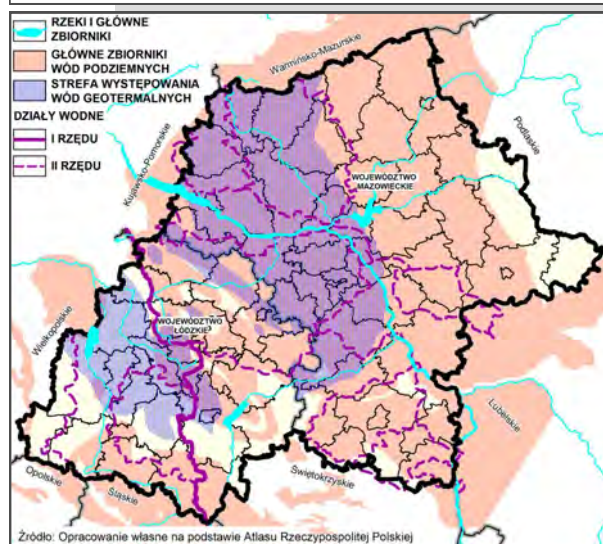 RZEKI I GŁÓWNE
ZBIORNIKI
GŁÓWNE ZBIORNIKI
WÓD PODZIEMNYCH
STREFA WYSTĘPOWANIA
WÓD GEOTERMALNYCH
DZIAŁY WODNE
I RZĘDU
II RZĘDU
Warmińsko-Mazurskie
Podlaskie
Kujawsko-Pomorskie
WOJEWÓDZTWO
MAZOWIECKIE
Wielkopolskie
WOJEWÓDZTWO
ŁÓDZKIE
Lubelskie
Opolskie
Śląskie
Świętokrzyskie
Źródło: Opracowanie własne na podstawie Atlasu Rzeczypospolitej Polskiej